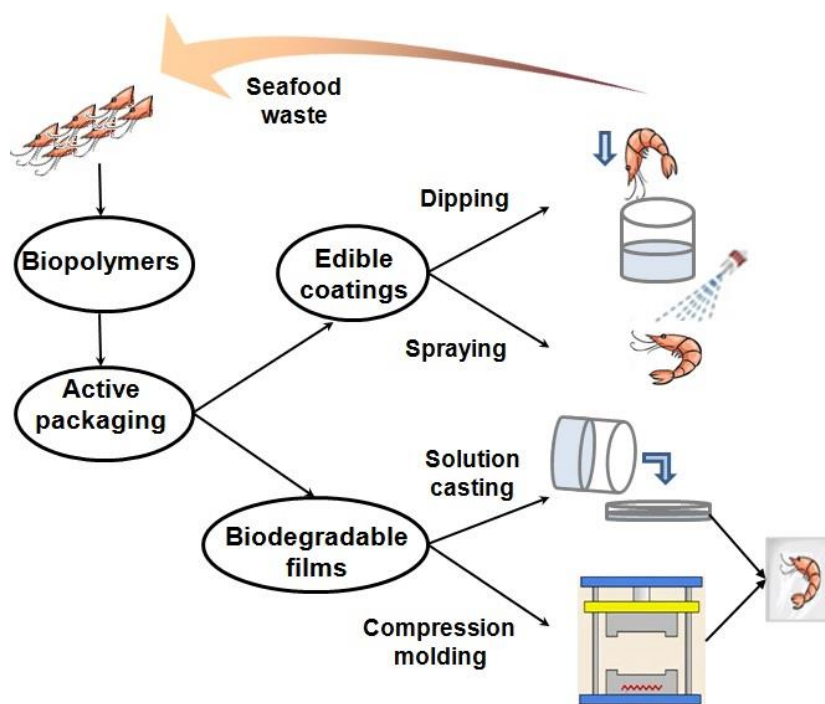 Seafood
waste
Dipping
Biopolymers
Edible
coatings
Spraying
Active
packaging
Solution
casting
Biodegradable
films
Compression
molding